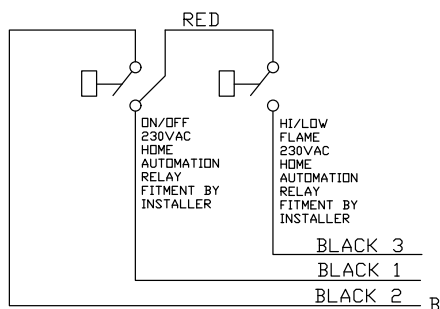 RED
ON/OFF
230VAC
HOME
AUTOMATION
RELAY
FITMENT BY
INSTALLER
HI/LOW
FLAME
230VAC
HOME
AUTOMATION
RELAY
FITMENT BY
INSTALLER
BLACK 3
BLACK 1
BLACK 2